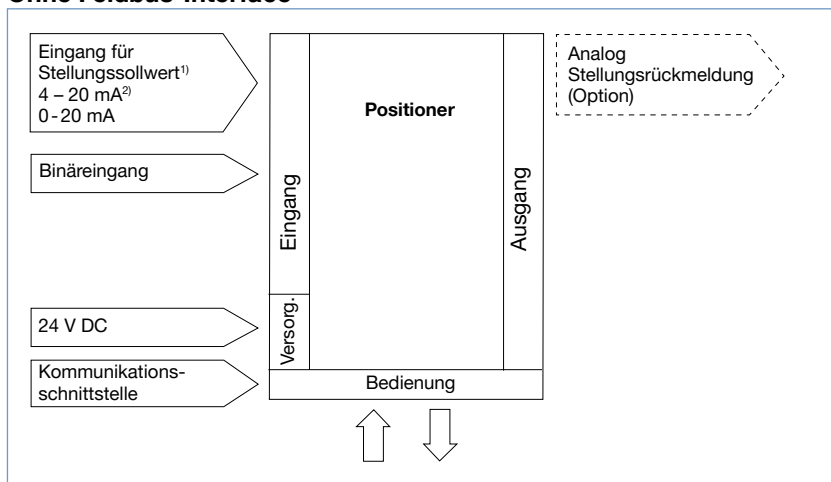 Ohne Feldbus-Interface
Eingang für
Stellungssollwert¹⁾
4 – 20 mA²⁾
0-20 mA
Binäreingang
24 V DC
Kommunikations-
schnittstelle
Eingang
Versorg.
Positioner
Bedienung
Ausgang
Analog
Stellungsrückmeldung
(Option)